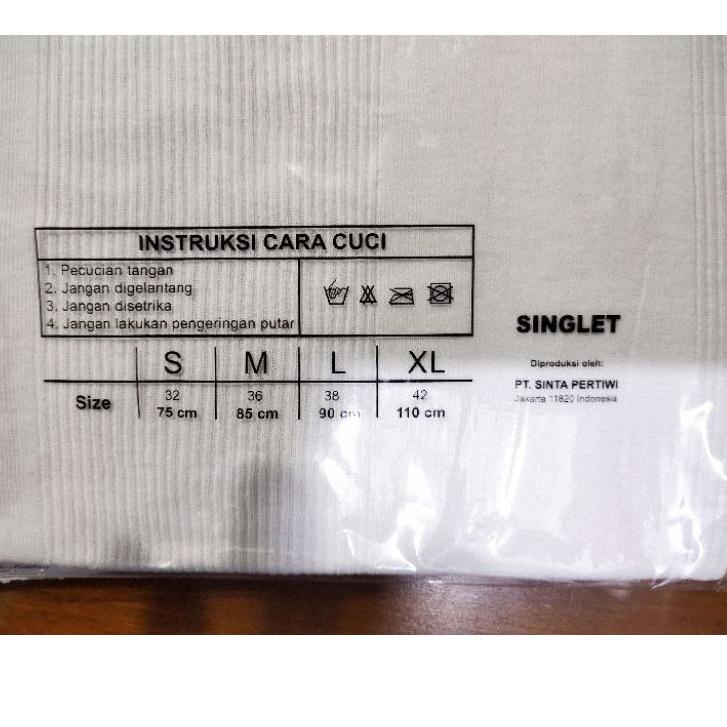 INSTRUKSI CARA CUCI
1. Pecucian tangan
2. Jangan digelantang
3. Jangan disetrika
4. Jangan lakukan pengeringan putar
S M L XL
Size 32 36 38 42
75 cm 85 cm 90 cm 110 cm
SINGLET
Diproduksi oleh:
PT. SINTA PERTIWI
Jakarta 11820 Indonesia